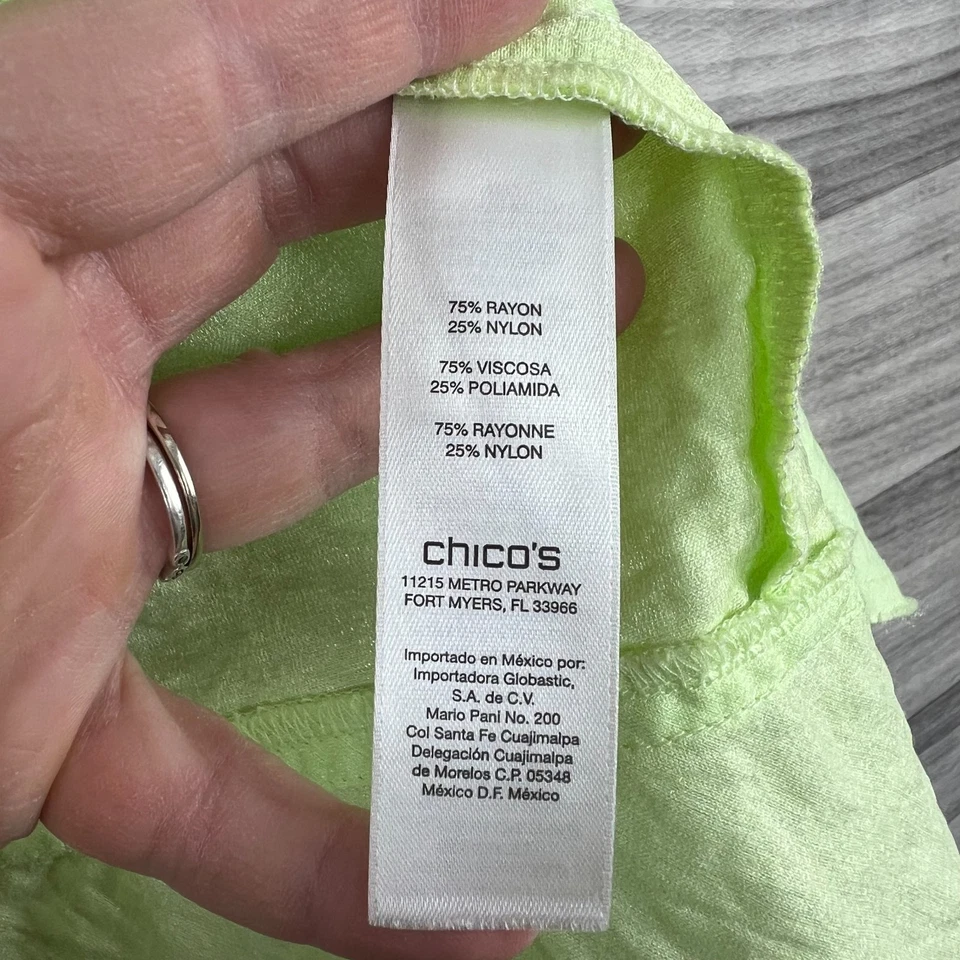 75% RAYON
25% NYLON
75% VISCOSA
25% POLIAMIDA
75% RAYONNE
25% NYLON
chico's
11215 METRO PARKWAY
FORT MYERS, FL 33966
Importado en México por:
Importadora Globastic,
S.A. de C.V.
Mario Pani No. 200
Col Santa Fe Cuajimalpa
Delegación Cuajimalpa
de Morelos C.P. 05348
México D.F. México